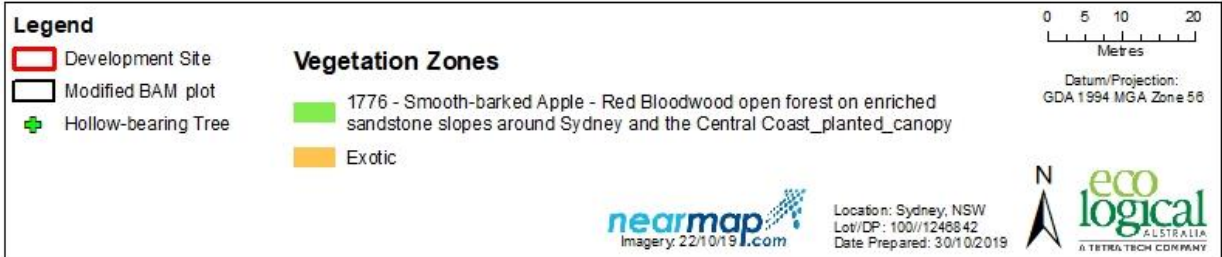 Legend
Development Site
Modified BAM plot
Hollow-bearing Tree
Vegetation Zones
1776 - Smooth-barked Apple - Red Bloodwood open forest on enriched
sandstone slopes around Sydney and the Central Coast_planted_canopy
Exotic
0 5 10 20
Metres
Datum/Projection:
GDA 1994 MGA Zone 56
nearmap
.com
Imagery: 22/10/19
Location: Sydney, NSW
Lot//DP: 100//1246842
Date Prepared: 30/10/2019
N
eco
logical
AUSTRALIA
A TETRA TECH COMPANY